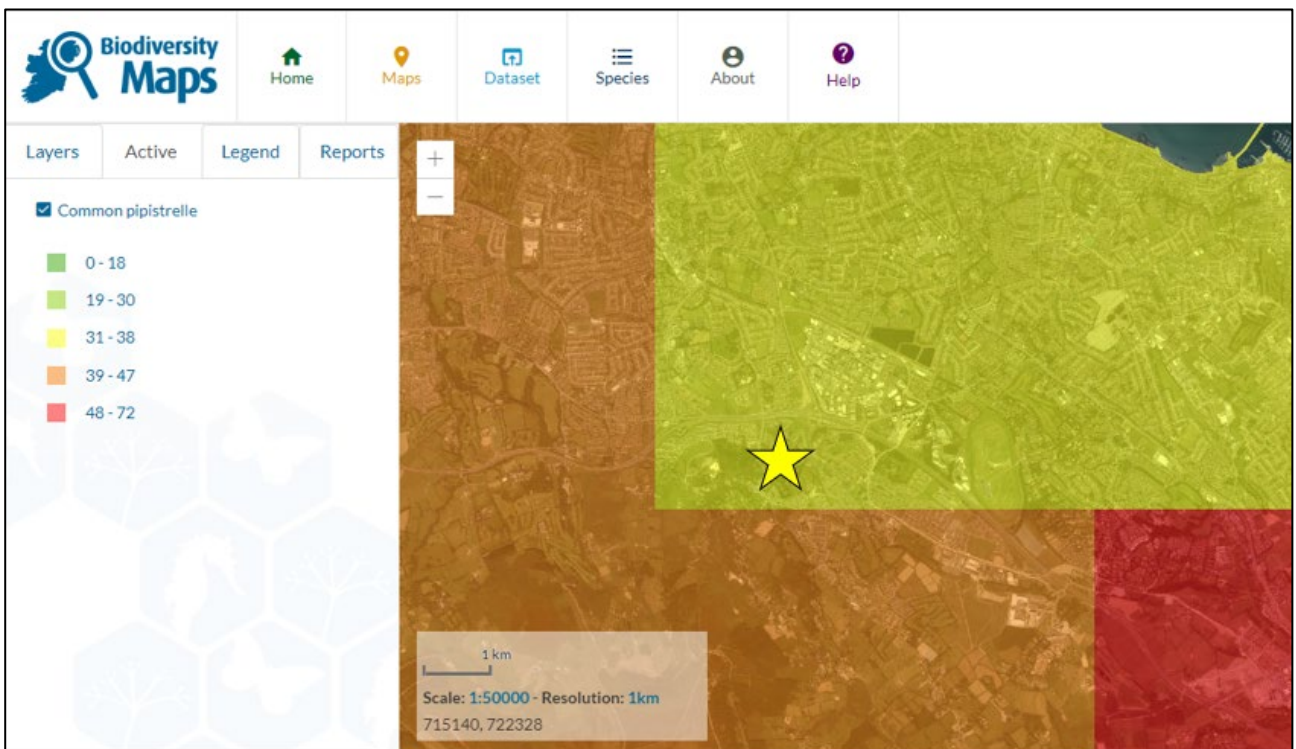 Biodiversity
Maps
Home
Maps
Dataset
Species
About
Help
Layers
Active
Legend
Reports
+
−
Common pipistrelle
0 - 18
19 - 30
31 - 38
39 - 47
48 - 72
1 km
Scale: 1:50000 - Resolution: 1km
715140, 722328